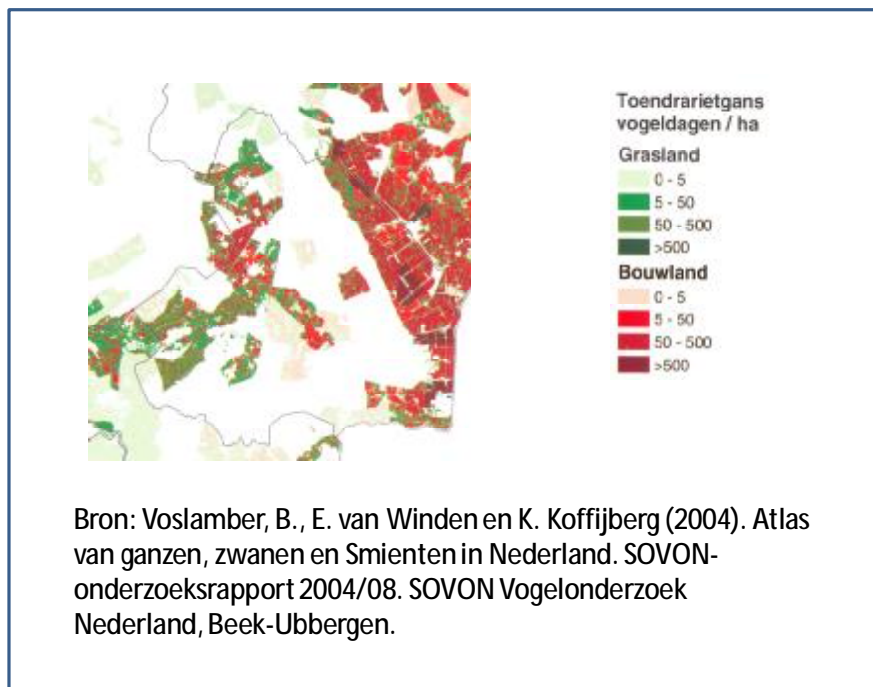 Toendrarietgans
vogeldagen / ha
Grasland
0 - 5
5 - 50
50 - 500
>500
Bouwland
0 - 5
5 - 50
50 - 500
>500
Bron: Voslamber, B., E. van Winden en K. Koffijberg (2004). Atlas
van ganzen, zwanen en Smienten in Nederland. SOVON-
onderzoeksrapport 2004/08. SOVON Vogelonderzoek
Nederland, Beek-Ubbergen.